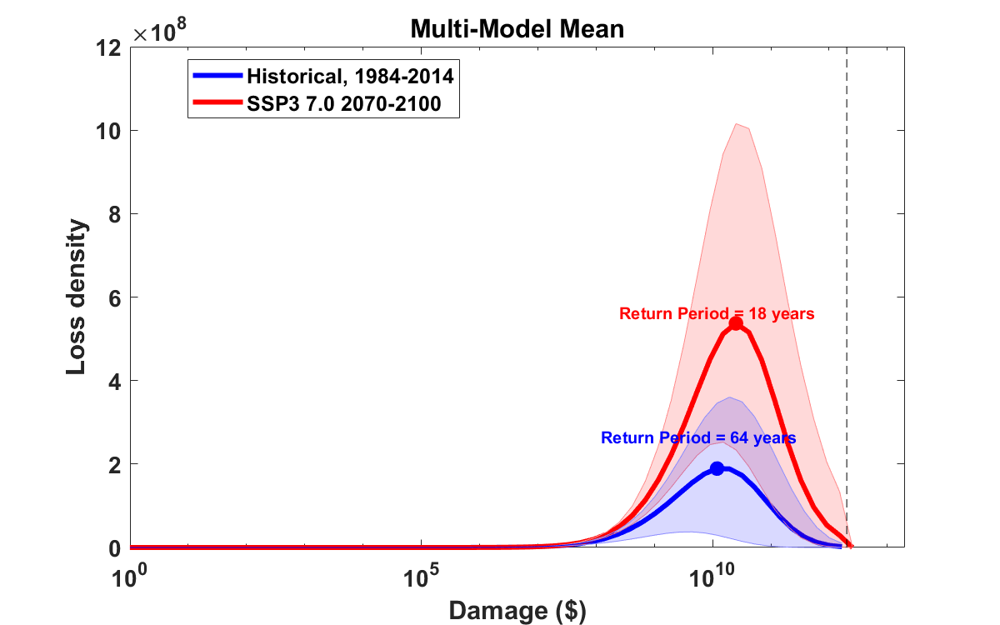 Multi-Model Mean
×10^8
12
10
8
6
4
2
0
Loss density
Historical, 1984-2014
SSP3 7.0 2070-2100
Return Period = 18 years
Return Period = 64 years
10^0
10^5
10^10
Damage ($)